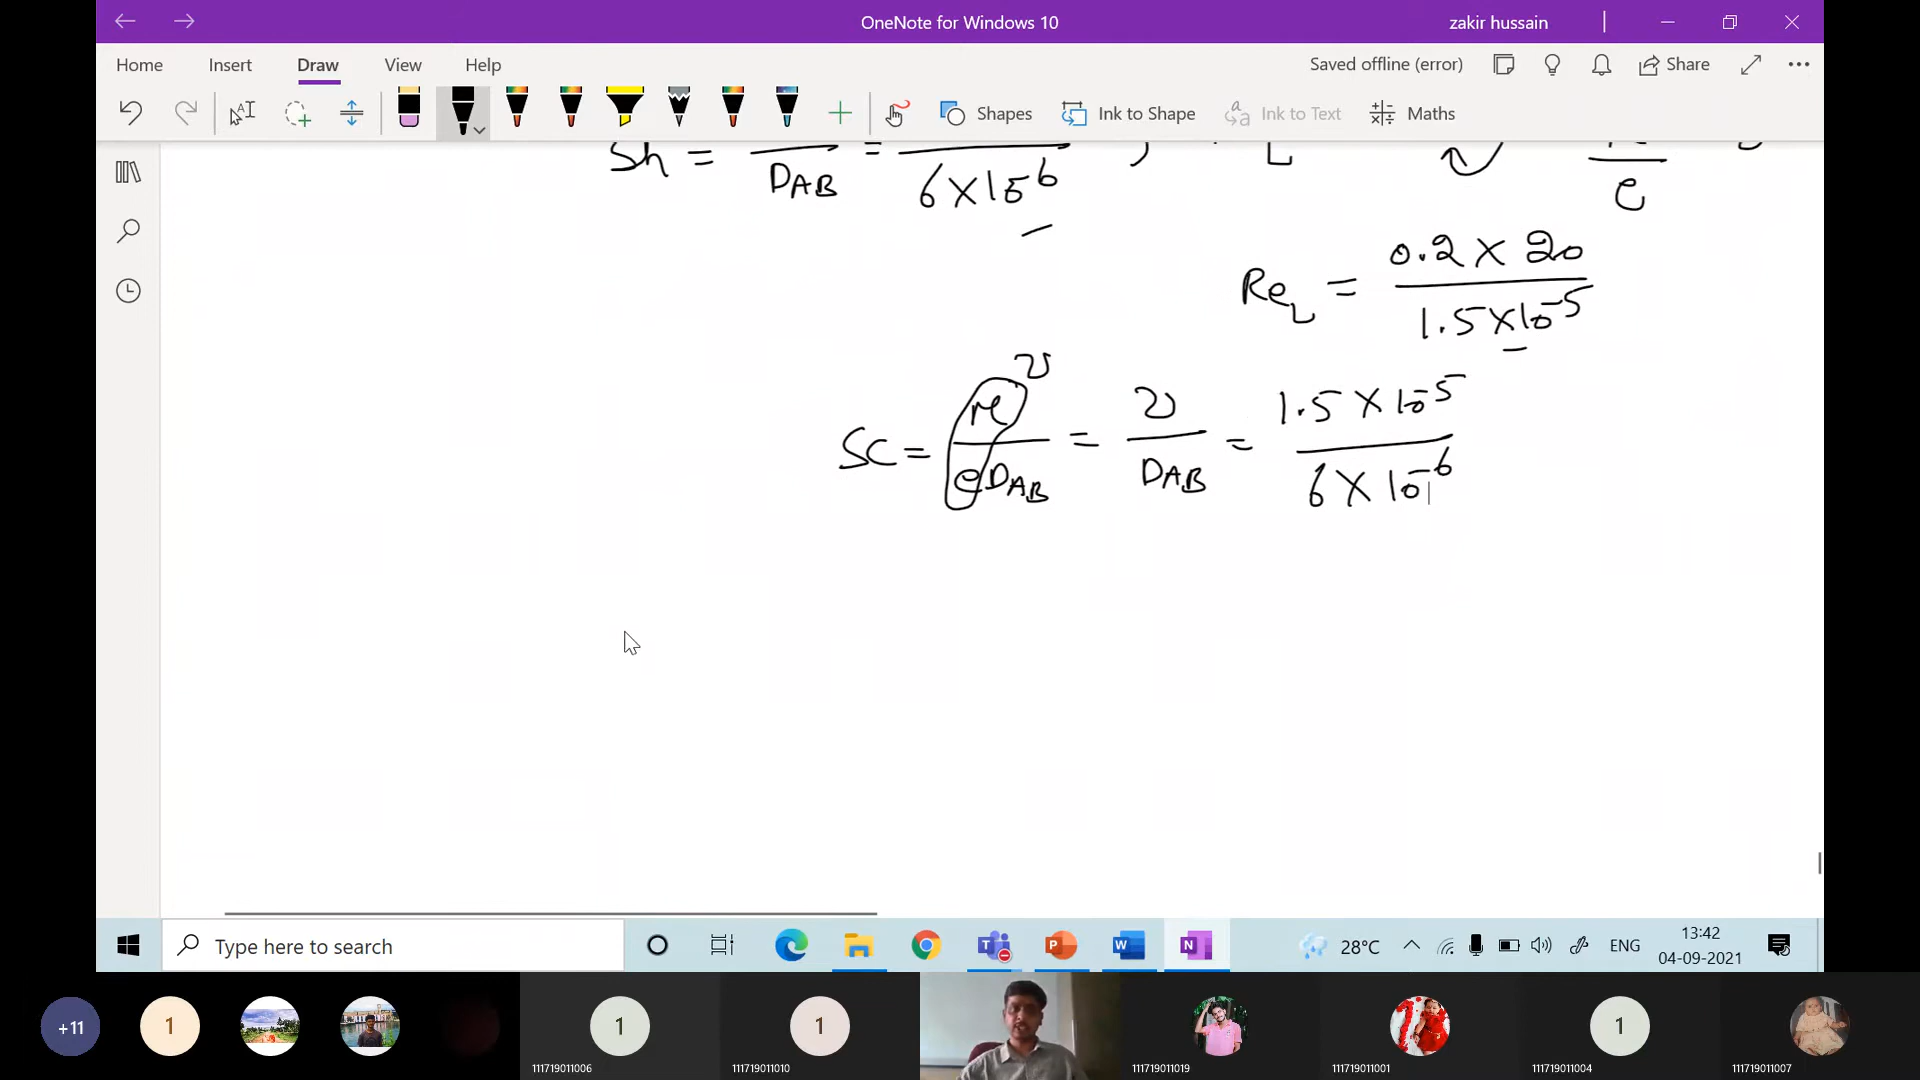 OneNote for Windows 10
zakir hussain
Home Insert Draw View Help
Saved offline (error)
Share
Shapes
Ink to Shape
Ink to Text
Maths
Sh = / D_AB = / 6 × 10^-6 ,
Re_L = 0.2 × 20 / 1.5 × 10^-5
Sc = μ / ρ D_AB = ν / D_AB = 1.5 × 10^-5 / 6 × 10^-6
ν
Type here to search
28°C
ENG
13:42
04-09-2021
+11
1
1
1
1
111719011006
111719011010
111719011019
111719011001
111719011004
111719011007